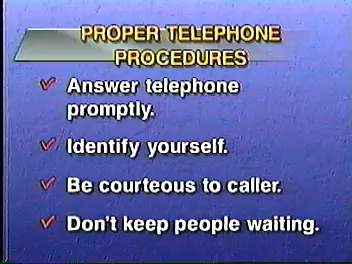 PROPER TELEPHONE
PROCEDURES
Answer telephone
promptly.
Identify yourself.
Be courteous to caller.
Don't keep people waiting.